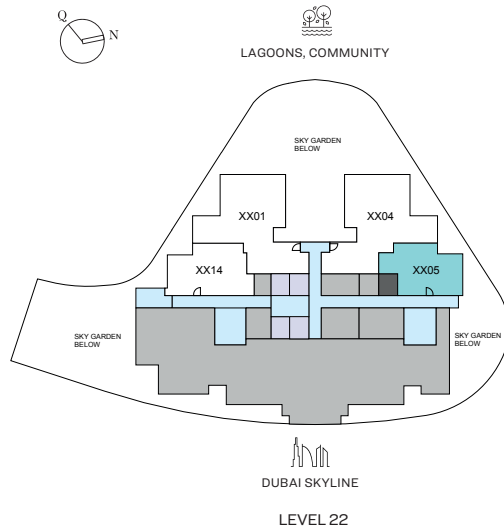 Q
N
LAGOONS, COMMUNITY
SKY GARDEN
BELOW
XX01
XX04
XX14
XX05
SKY GARDEN
BELOW
SKY GARDEN
BELOW
DUBAI SKYLINE
LEVEL 22